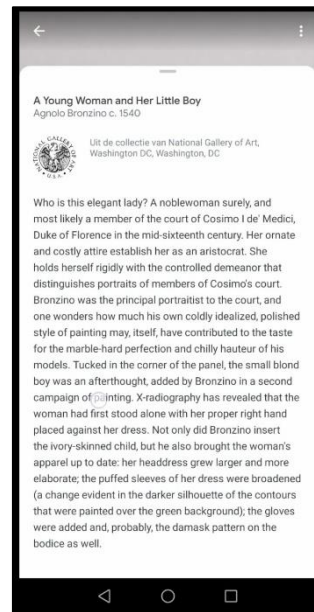 A Young Woman and Her Little Boy
Agnolo Bronzino c. 1540
NATIONAL GALLERY OF ART
Uit de collectie van National Gallery of Art,
Washington DC, Washington, DC
Who is this elegant lady? A noblewoman surely, and
most likely a member of the court of Cosimo I de' Medici,
Duke of Florence in the mid-sixteenth century. Her ornate
and costly attire establish her as an aristocrat. She
holds herself rigidly with the controlled demeanor that
distinguishes portraits of members of Cosimo's court.
Bronzino was the principal portraitist to the court, and
one wonders how much his own coldly idealized, polished
style of painting may, itself, have contributed to the taste
for the marble-hard perfection and chilly hauteur of his
models. Tucked in the corner of the panel, the small blond
boy was an afterthought, added by Bronzino in a second
campaign of painting. X-radiography has revealed that the
woman had first stood alone with her proper right hand
placed against her dress. Not only did Bronzino insert
the ivory-skinned child, but he also brought the woman's
apparel up to date: her headdress grew larger and more
elaborate; the puffed sleeves of her dress were broadened
(a change evident in the darker silhouette of the contours
that were painted over the green background); the gloves
were added and, probably, the damask pattern on the
bodice as well.